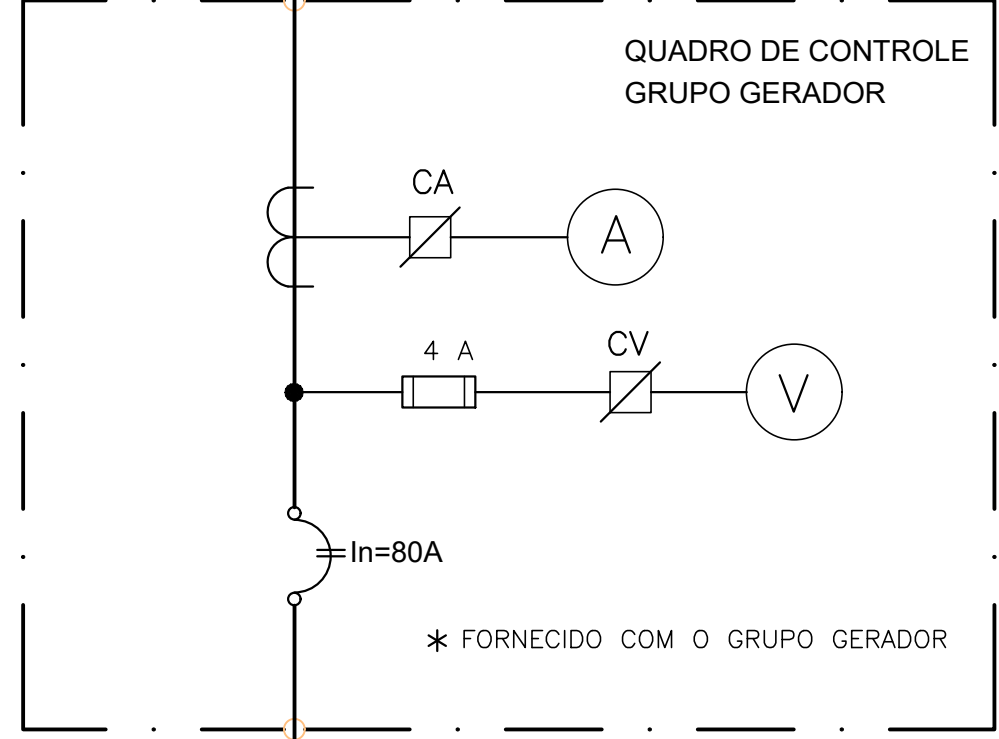 QUADRO DE CONTROLE
GRUPO GERADOR
CA
A
4 A
CV
V
In=80A
* FORNECIDO COM O GRUPO GERADOR